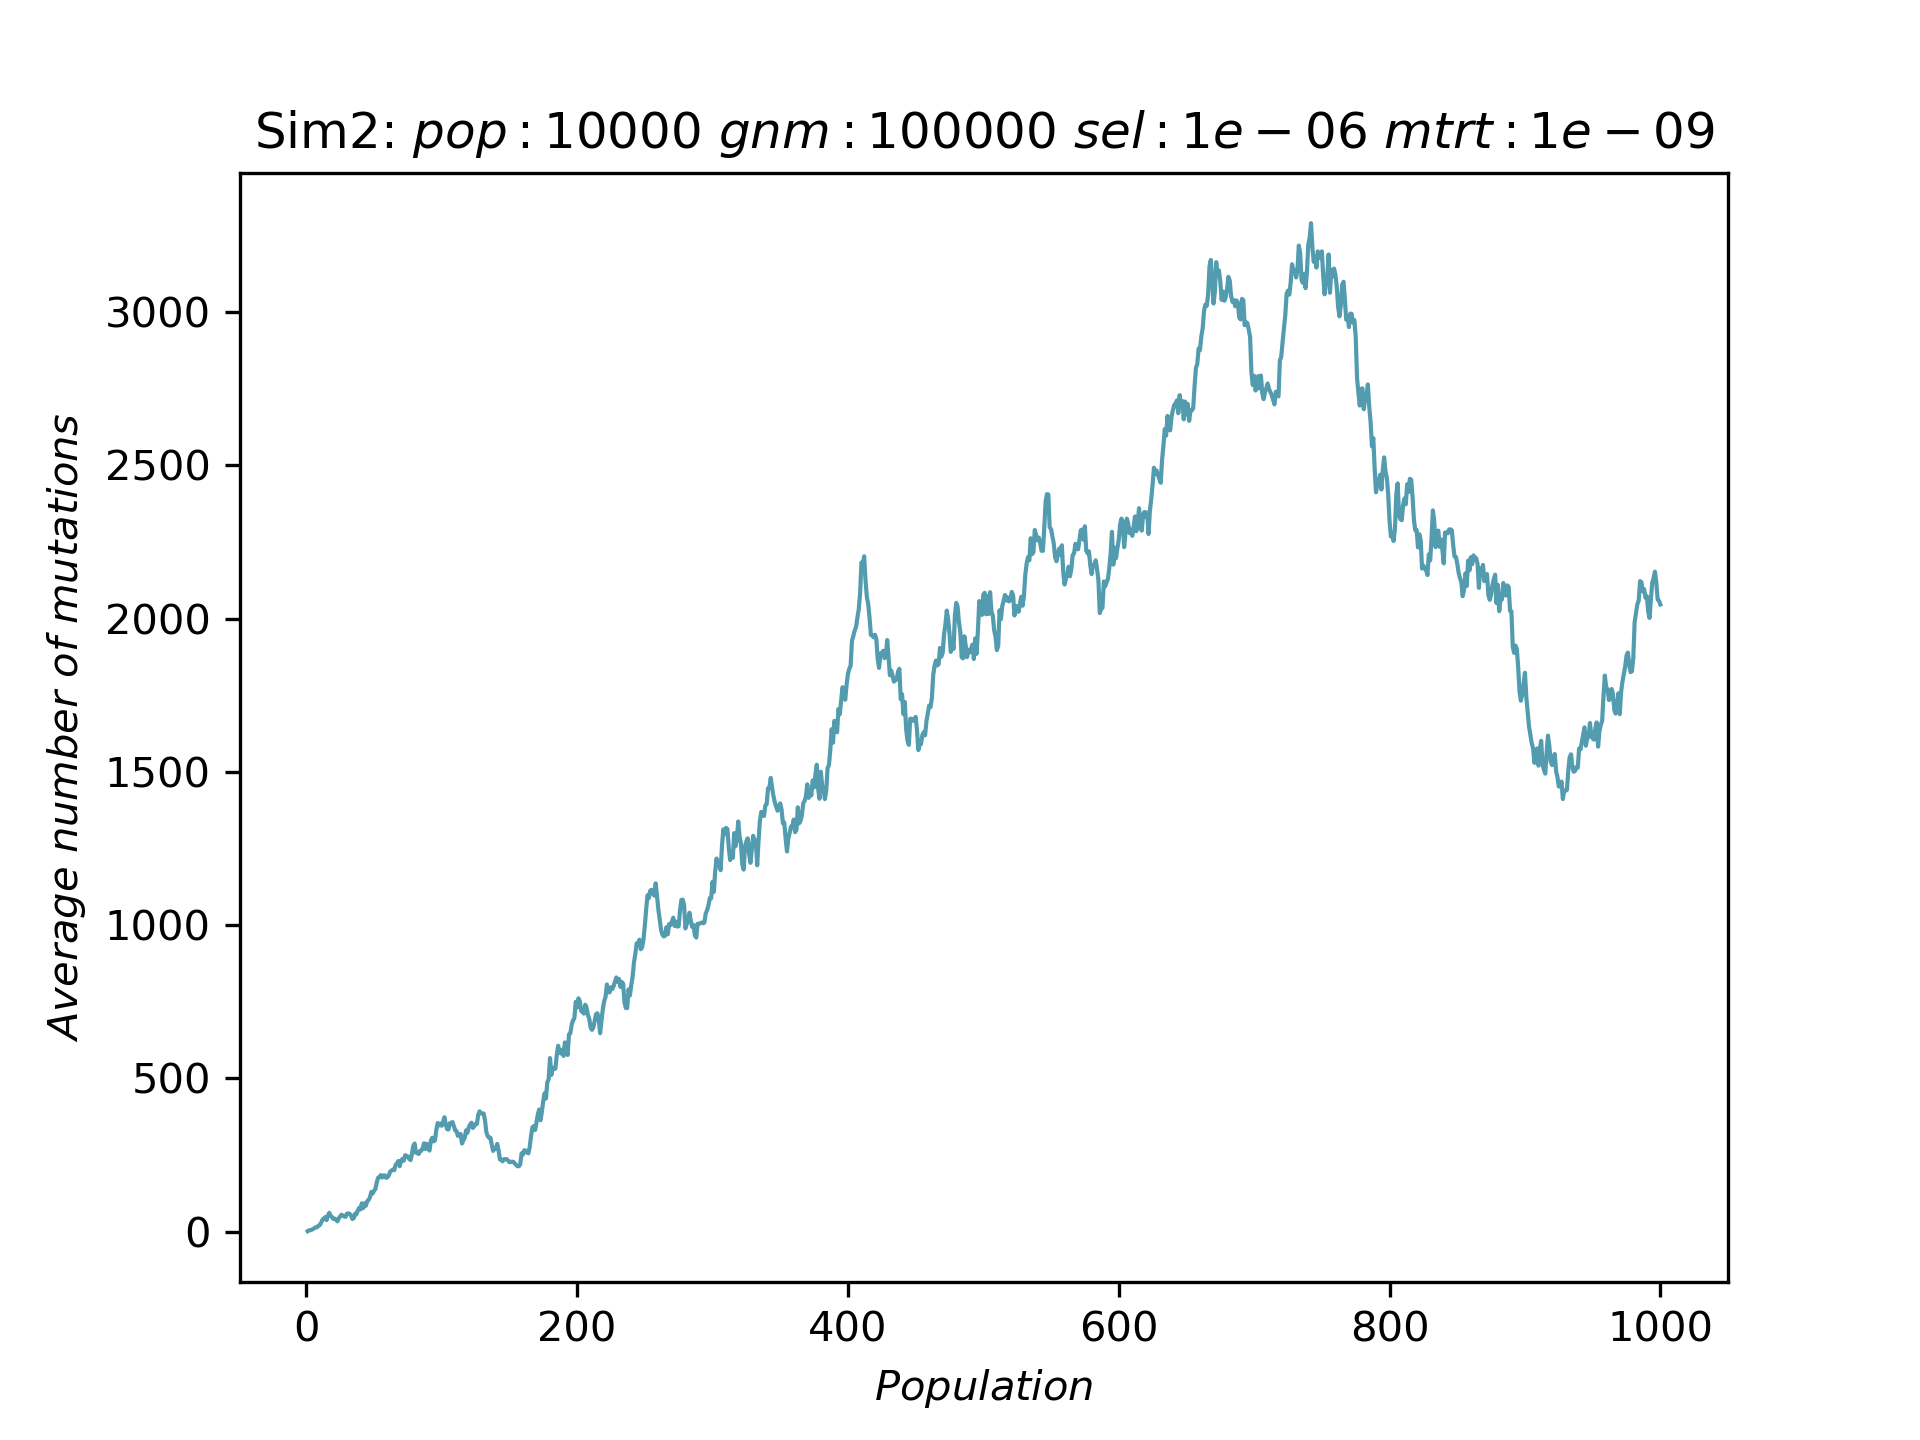 Sim2: pop : 10000 gnm : 100000 sel : 1e − 06 mtrt : 1e − 09
3000
2500
2000
1500
1000
500
0
Average number of mutations
0 200 400 600 800 1000
Population